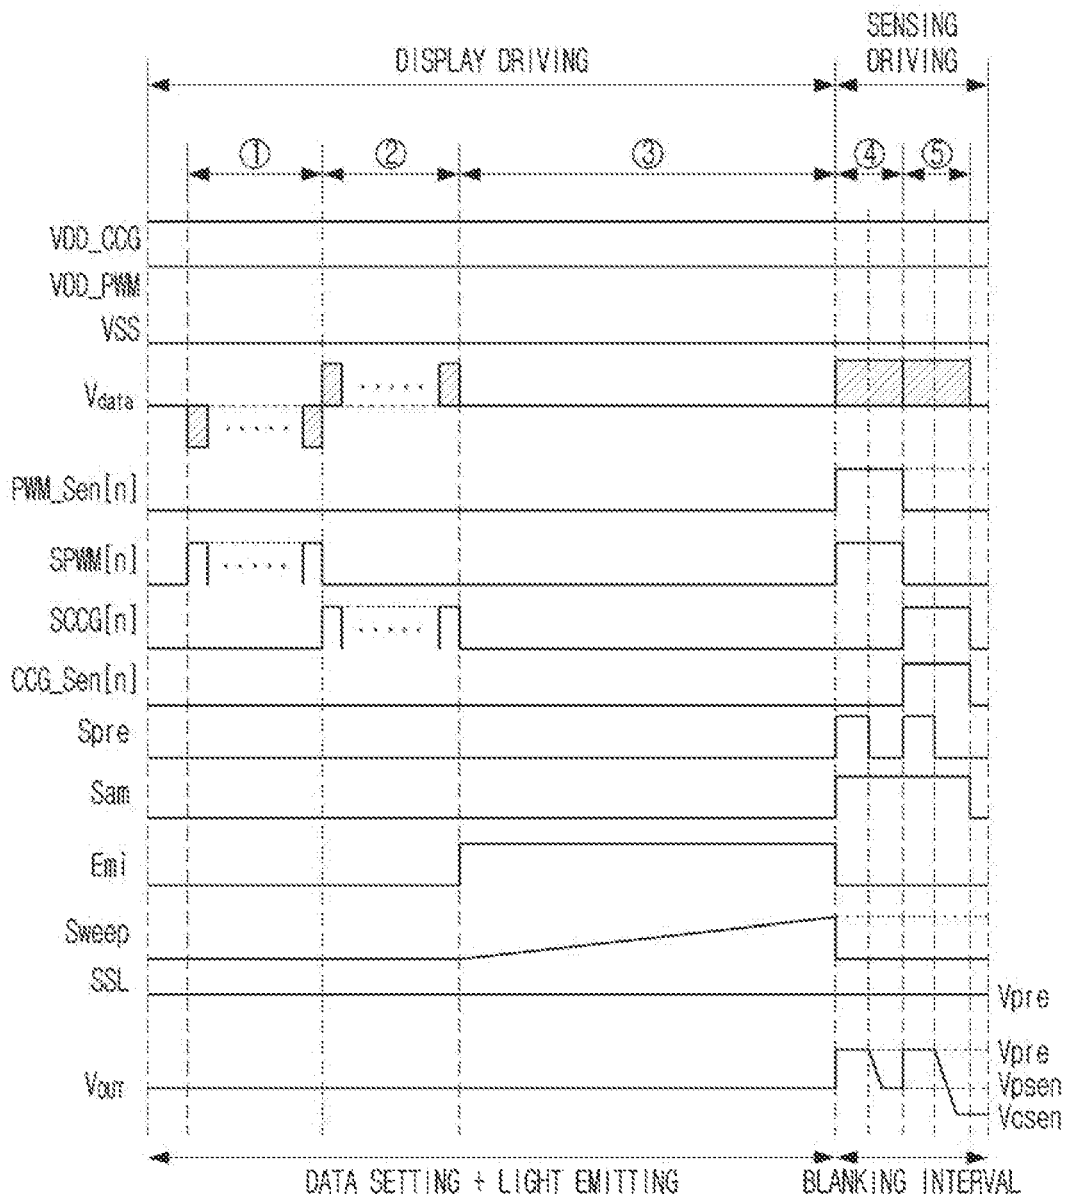 SENSING
DISPLAY DRIVING
DRIVING
① ② ③ ④ ⑤
VDD_CCG
VDD_PWM
VSS
Vdata
PWM_Sen[n]
SPWM[n]
SCCG[n]
CCG_Sen[n]
Spre
Sam
Emi
Sweep
SSL
Vpre
Vpre
VOUT
Vpsen
Vcsen
DATA SETTING + LIGHT EMITTING
BLANKING INTERVAL